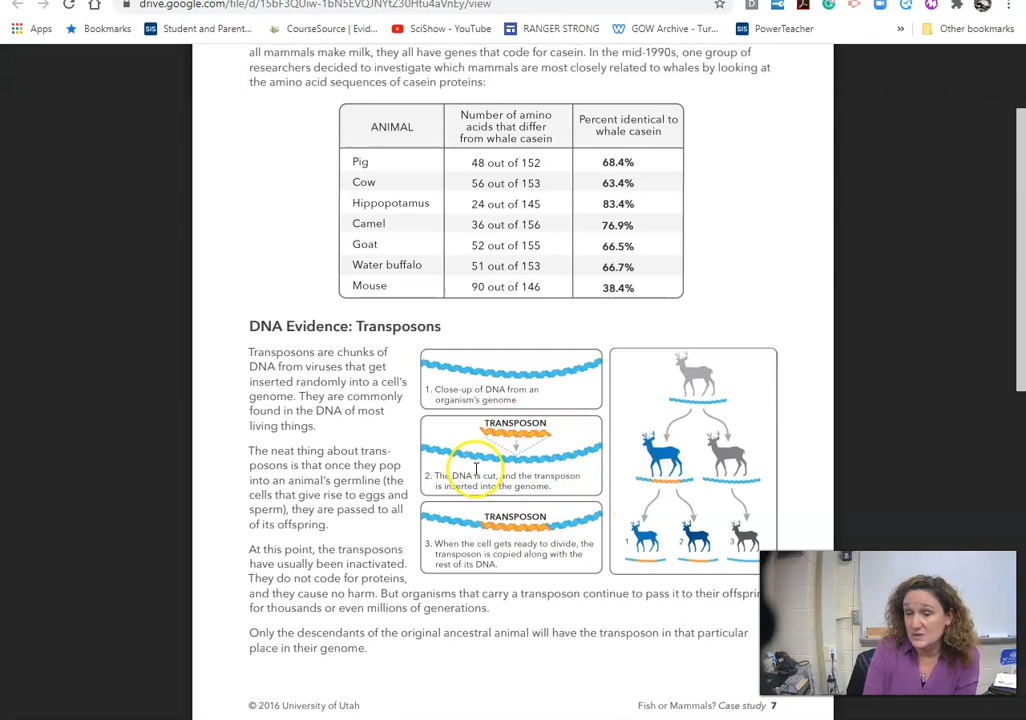 drive.google.com/file/d/15bF3QUiw-1bN5EVQJNYtZ30Htu4aVnEy/view
Apps Bookmarks SIS Student and Parent... CourseSource | Evid... SciShow - YouTube RANGER STRONG GOW Archive - Tur... SIS PowerTeacher » Other bookmarks
all mammals make milk, they all have genes that code for casein. In the mid-1990s, one group of
researchers decided to investigate which mammals are most closely related to whales by looking at
the amino acid sequences of casein proteins:
ANIMAL Number of amino acids that differ from whale casein Percent identical to whale casein
Pig 48 out of 152 68.4%
Cow 56 out of 153 63.4%
Hippopotamus 24 out of 145 83.4%
Camel 36 out of 156 76.9%
Goat 52 out of 155 66.5%
Water buffalo 51 out of 153 66.7%
Mouse 90 out of 146 38.4%
DNA Evidence: Transposons
Transposons are chunks of
DNA from viruses that get
inserted randomly into a cell's
genome. They are commonly
found in the DNA of most
living things.
The neat thing about trans-
posons is that once they pop
into an animal's germline (the
cells that give rise to eggs and
sperm), they are passed to all
of its offspring.
At this point, the transposons
have usually been inactivated.
They do not code for proteins,
and they cause no harm. But organisms that carry a transposon continue to pass it to their offspring
for thousands or even millions of generations.
Only the descendants of the original ancestral animal will have the transposon in that particular
place in their genome.
1. Close-up of DNA from an
organism's genome
TRANSPOSON
2. The DNA is cut, and the transposon
is inserted into the genome.
TRANSPOSON
3. When the cell gets ready to divide, the
transposon is copied along with the
rest of its DNA.
1 2 3
© 2016 University of Utah Fish or Mammals? Case study 7